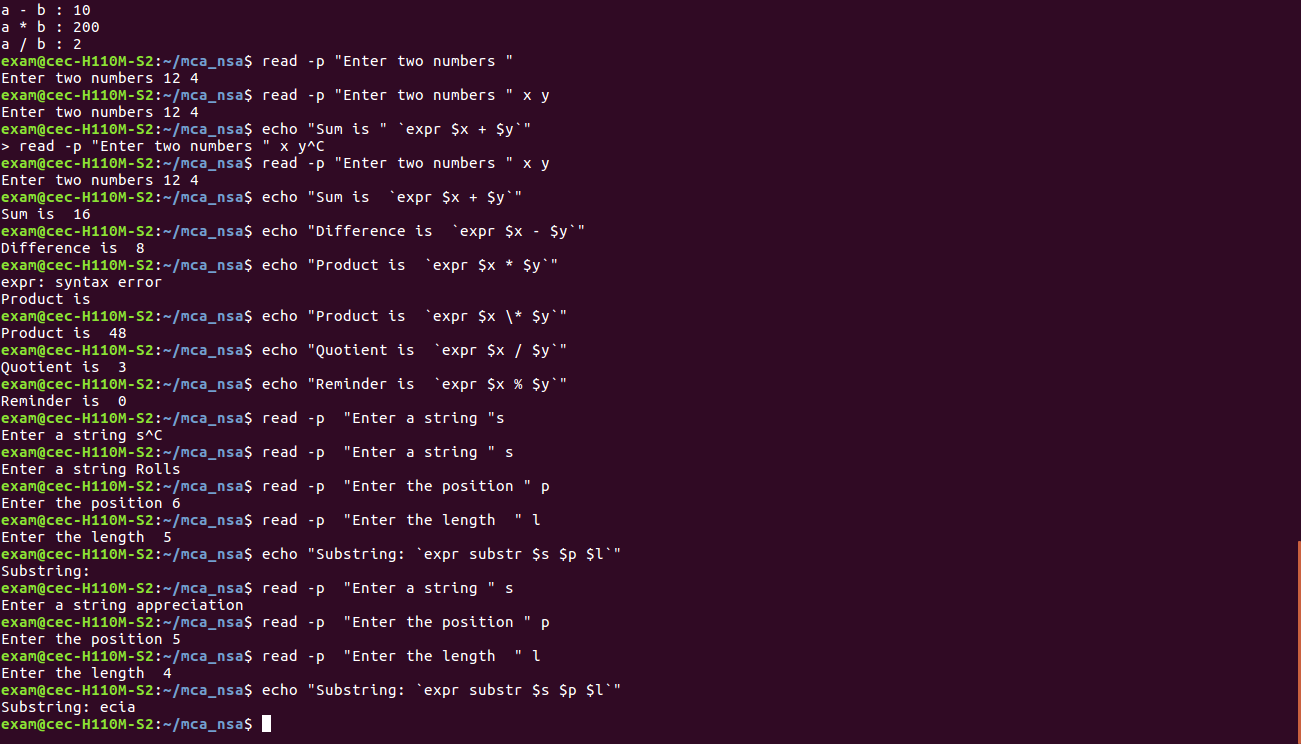 a - b : 10
a * b : 200
a / b : 2
exam@cec-H110M-S2:~/mca_nsa$ read -p "Enter two numbers "
Enter two numbers 12 4
exam@cec-H110M-S2:~/mca_nsa$ read -p "Enter two numbers " x y
Enter two numbers 12 4
exam@cec-H110M-S2:~/mca_nsa$ echo "Sum is " `expr $x + $y`"
> read -p "Enter two numbers " x y^C
exam@cec-H110M-S2:~/mca_nsa$ read -p "Enter two numbers " x y
Enter two numbers 12 4
exam@cec-H110M-S2:~/mca_nsa$ echo "Sum is  `expr $x + $y`"
Sum is  16
exam@cec-H110M-S2:~/mca_nsa$ echo "Difference is  `expr $x - $y`"
Difference is  8
exam@cec-H110M-S2:~/mca_nsa$ echo "Product is  `expr $x * $y`"
expr: syntax error
Product is
exam@cec-H110M-S2:~/mca_nsa$ echo "Product is  `expr $x \* $y`"
Product is  48
exam@cec-H110M-S2:~/mca_nsa$ echo "Quotient is  `expr $x / $y`"
Quotient is  3
exam@cec-H110M-S2:~/mca_nsa$ echo "Reminder is  `expr $x % $y`"
Reminder is  0
exam@cec-H110M-S2:~/mca_nsa$ read -p  "Enter a string "s
Enter a string s^C
exam@cec-H110M-S2:~/mca_nsa$ read -p  "Enter a string " s
Enter a string Rolls
exam@cec-H110M-S2:~/mca_nsa$ read -p  "Enter the position " p
Enter the position 6
exam@cec-H110M-S2:~/mca_nsa$ read -p  "Enter the length  " l
Enter the length  5
exam@cec-H110M-S2:~/mca_nsa$ echo "Substring: `expr substr $s $p $l`"
Substring:
exam@cec-H110M-S2:~/mca_nsa$ read -p  "Enter a string " s
Enter a string appreciation
exam@cec-H110M-S2:~/mca_nsa$ read -p  "Enter the position " p
Enter the position 5
exam@cec-H110M-S2:~/mca_nsa$ read -p  "Enter the length  " l
Enter the length  4
exam@cec-H110M-S2:~/mca_nsa$ echo "Substring: `expr substr $s $p $l`"
Substring: ecia
exam@cec-H110M-S2:~/mca_nsa$